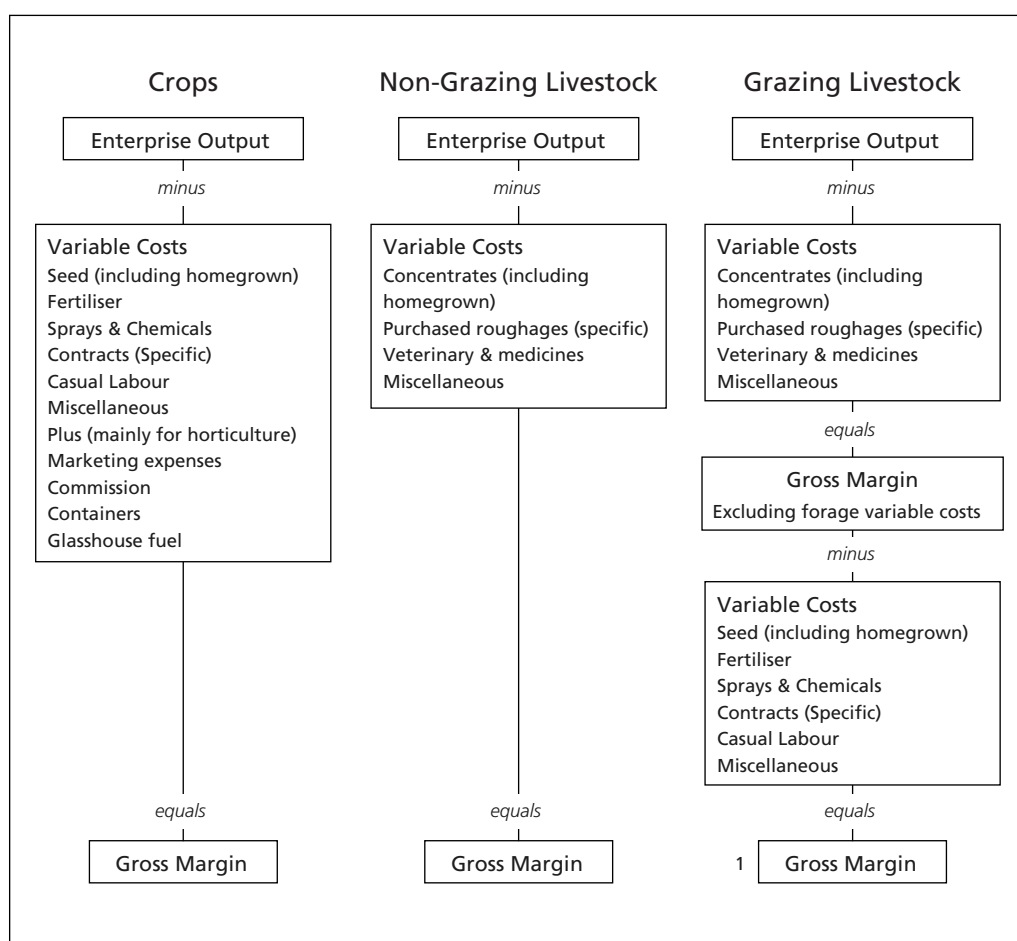 Crops
Enterprise Output
minus
Variable Costs
Seed (including homegrown)
Fertiliser
Sprays & Chemicals
Contracts (Specific)
Casual Labour
Miscellaneous
Plus (mainly for horticulture)
Marketing expenses
Commission
Containers
Glasshouse fuel
equals
Gross Margin
Non-Grazing Livestock
Enterprise Output
minus
Variable Costs
Concentrates (including
homegrown)
Purchased roughages (specific)
Veterinary & medicines
Miscellaneous
equals
Gross Margin
Grazing Livestock
Enterprise Output
minus
Variable Costs
Concentrates (including
homegrown)
Purchased roughages (specific)
Veterinary & medicines
Miscellaneous
equals
Gross Margin
Excluding forage variable costs
minus
Variable Costs
Seed (including homegrown)
Fertiliser
Sprays & Chemicals
Contracts (Specific)
Casual Labour
Miscellaneous
equals
1 Gross Margin